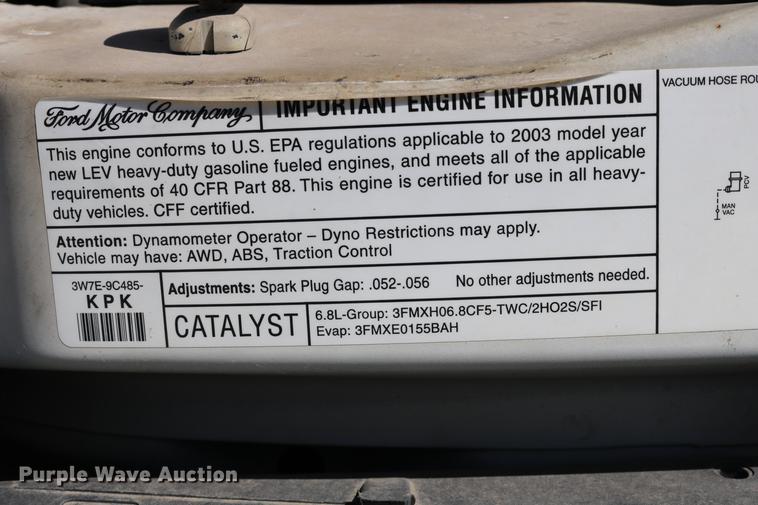 Ford Motor Company
IMPORTANT ENGINE INFORMATION
This engine conforms to U.S. EPA regulations applicable to 2003 model year
new LEV heavy-duty gasoline fueled engines, and meets all of the applicable
requirements of 40 CFR Part 88. This engine is certified for use in all heavy-
duty vehicles. CFF certified.
Attention: Dynamometer Operator – Dyno Restrictions may apply.
Vehicle may have: AWD, ABS, Traction Control
3W7E-9C485-
KPK
Adjustments: Spark Plug Gap: .052-.056 No other adjustments needed.
CATALYST
6.8L-Group: 3FMXH06.8CF5-TWC/2HO2S/SFI
Evap: 3FMXE0155BAH
VACUUM HOSE
PCV
MAN
VAC
Purple Wave Auction